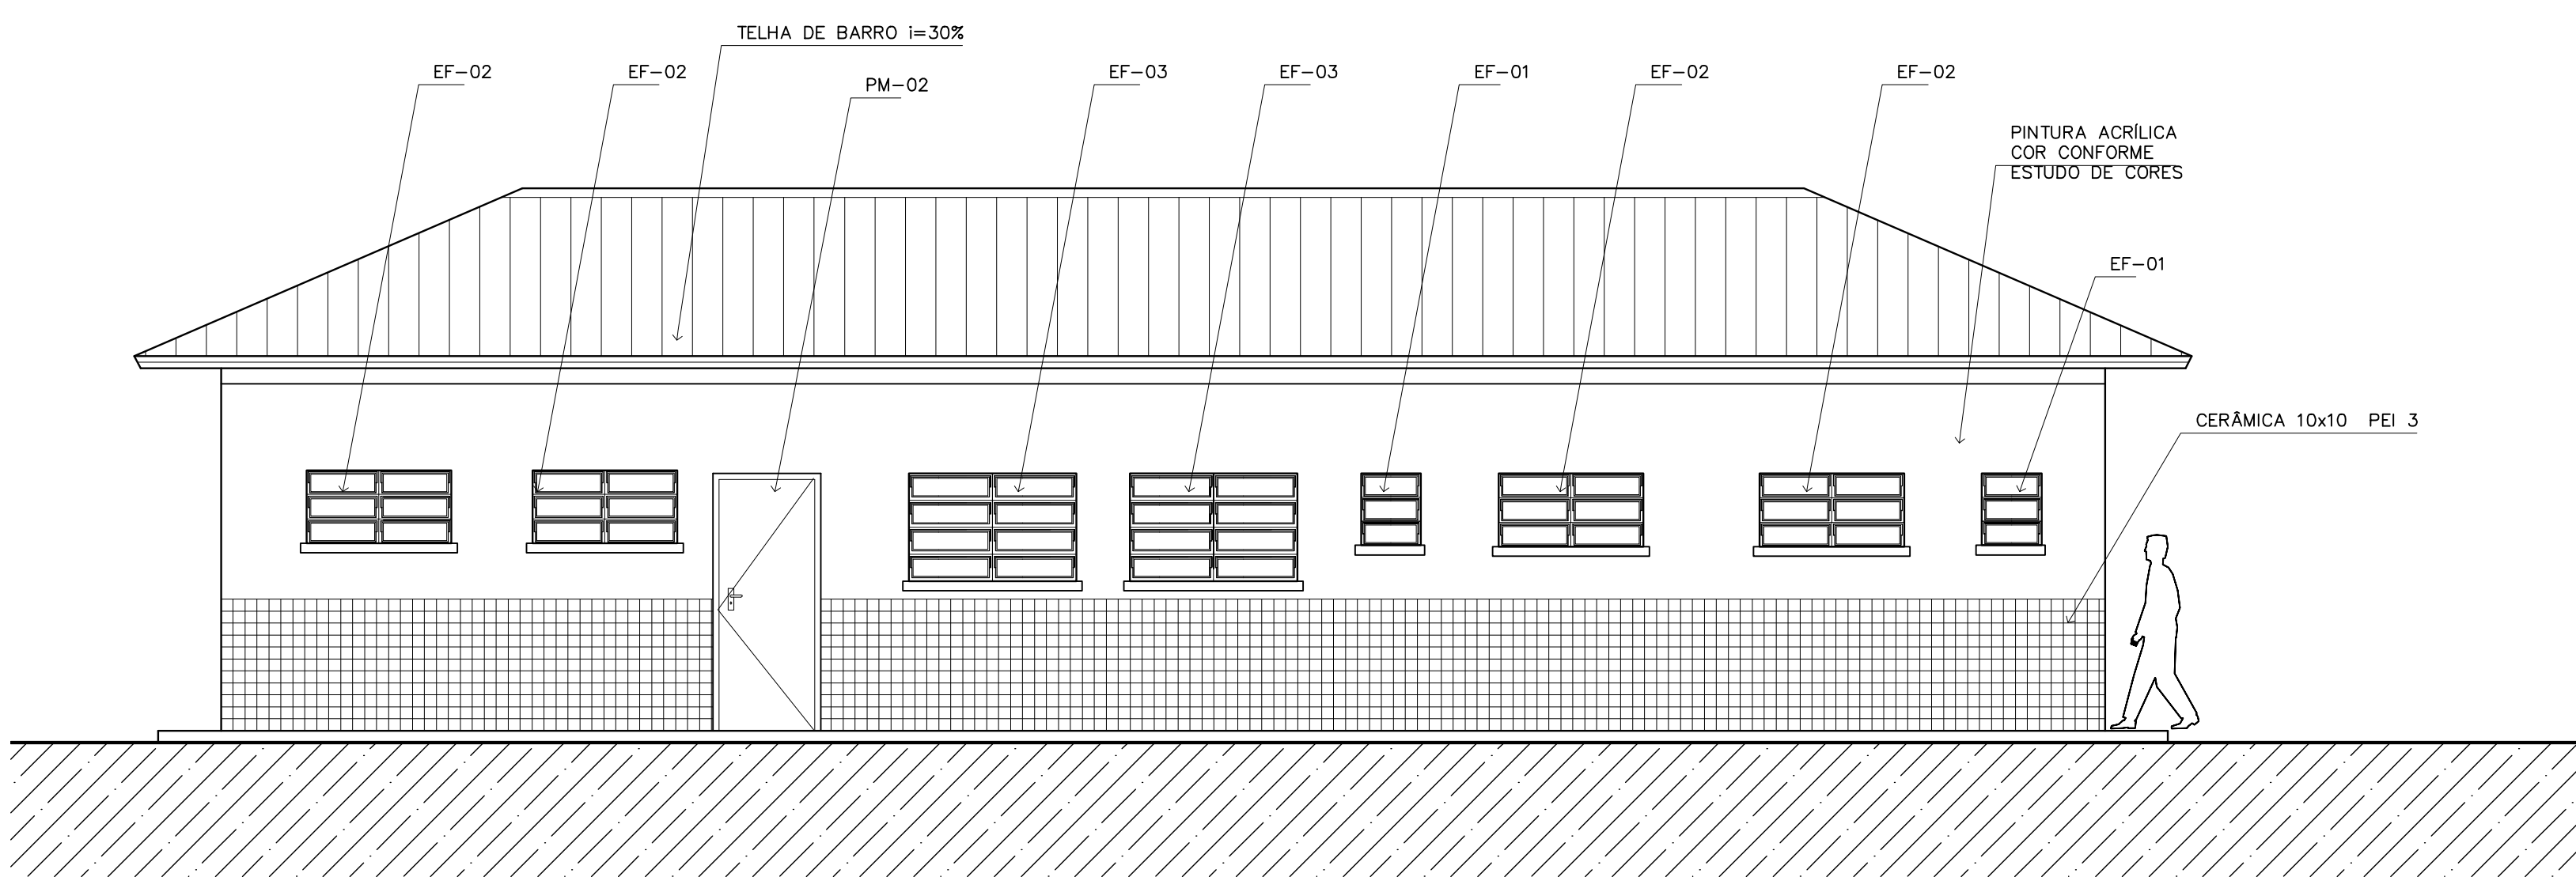 TELHA DE BARRO i=30%
EF-02
EF-02
PM-02
EF-03
EF-03
EF-01
EF-02
EF-02
PINTURA ACRÍLICA
COR CONFORME
ESTUDO DE CORES
EF-01
CERÂMICA 10x10 PEI 3